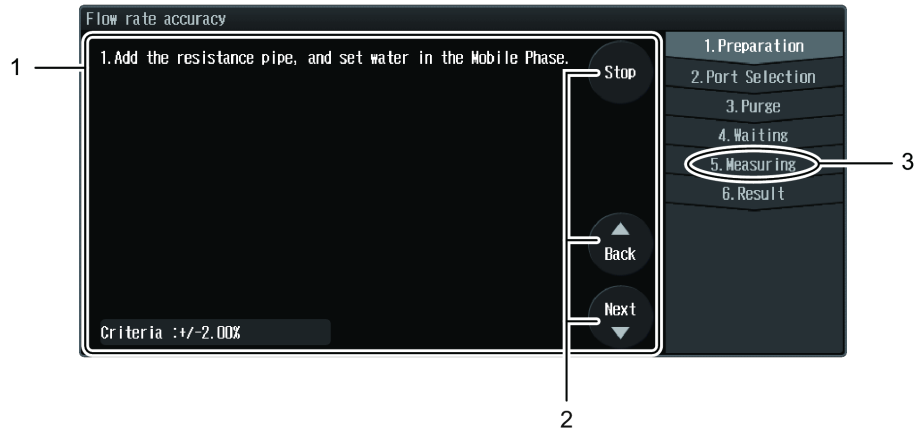 Flow rate accuracy
1
1.Add the resistance pipe, and set water in the Mobile Phase.
Stop
Back
Next
Criteria :+/-2.00%
1.Preparation
2.Port Selection
3.Purge
4.Waiting
5.Measuring
6.Result
3
2